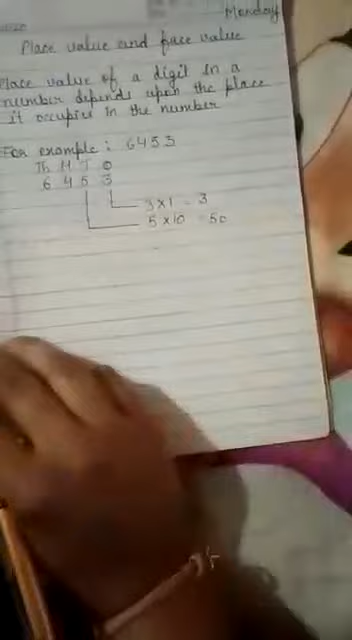 Monday
Place value and face value
Place value of a digit in a
number depends upon the place
it occupies in the number
For example: 6453
Th H T O
6 4 5 3
3 x 1 = 3
5 x 10 = 50